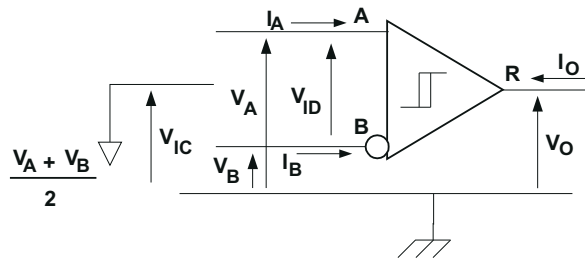 I_A A
I_O
R
V_A V_ID
B
V_IC
V_B I_B
V_O
V_A + V_B
2